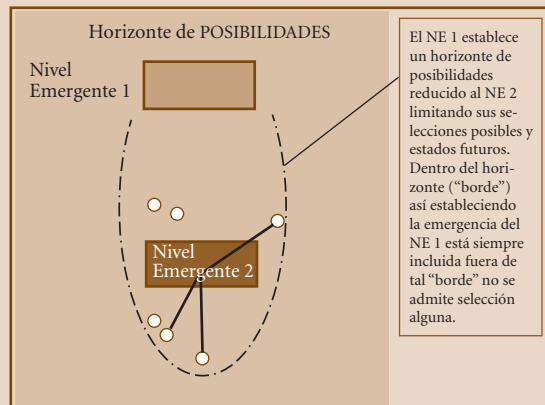 Horizonte de POSIBILIDADES
Nivel
Emergente 1
Nivel
Emergente 2
El NE 1 establece
un horizonte de
posibilidades
reducido al NE 2
limitando sus se-
lecciones posibles y
estados futuros.
Dentro del hori-
zonte (“borde”)
así estableciendo
la emergencia del
NE 1 está siempre
incluida fuera de
tal “borde” no se
admite selección
alguna.